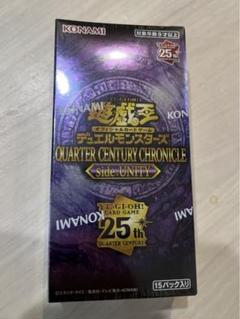 KONAMI
対象年齢9才以上
25th
遊戯王
オフィシャルカードゲーム
デュエルモンスターズ
QUARTER CENTURY CHRONICLE
side:UNITY
KONAMI
KONAMI
YU-GI-OH!
CARD GAME
25th
QUARTER CENTURY
15パック入り